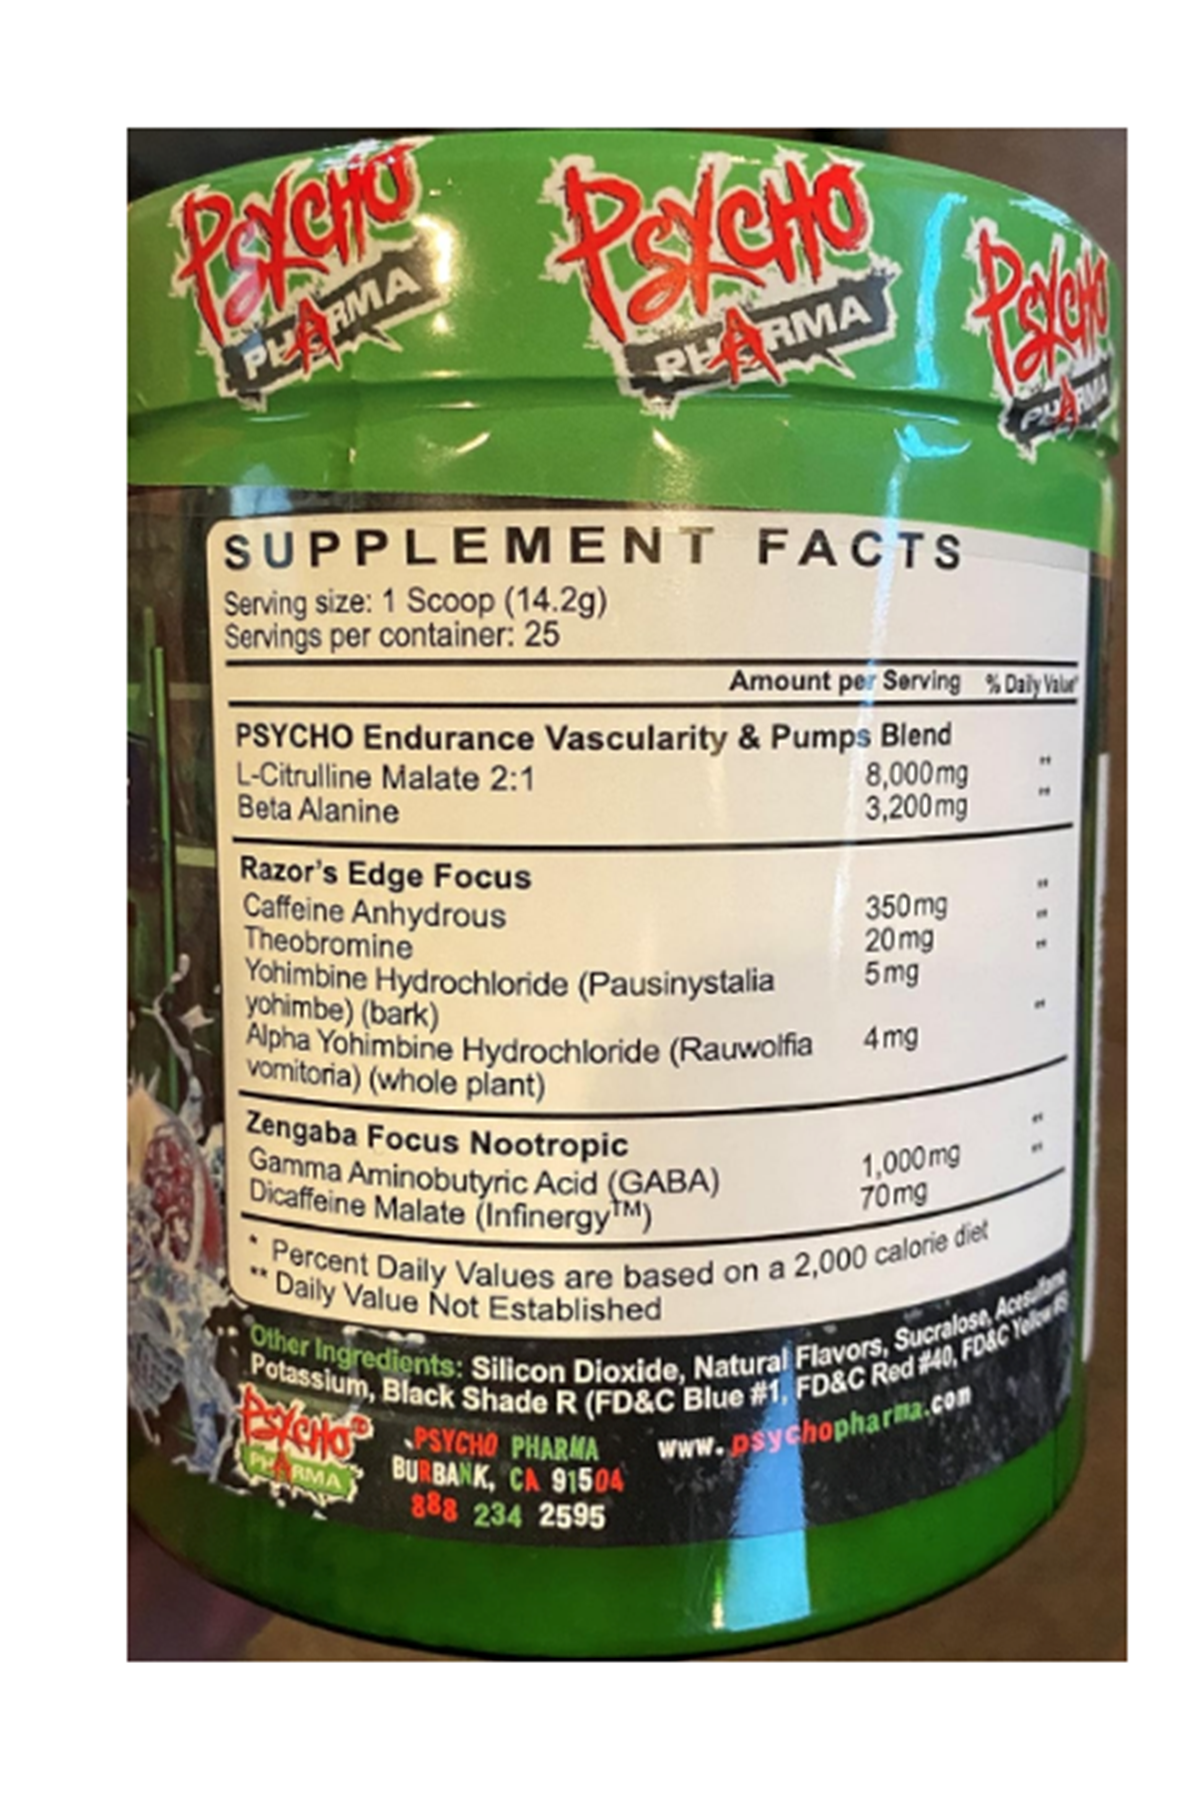 PSYCHO PHARMA
PSYCHO PHARMA
PSYCHO PHARMA
SUPPLEMENT FACTS
Serving size: 1 Scoop (14.2g)
Servings per container: 25
Amount per Serving % Daily Value*
PSYCHO Endurance Vascularity & Pumps Blend
L-Citrulline Malate 2:1 8,000mg **
Beta Alanine 3,200mg **
Razor's Edge Focus
Caffeine Anhydrous 350mg **
Theobromine 20mg **
Yohimbine Hydrochloride (Pausinystalia 5mg **
yohimbe) (bark)
Alpha Yohimbine Hydrochloride (Rauwolfia 4mg **
vomitoria) (whole plant)
Zengaba Focus Nootropic
Gamma Aminobutyric Acid (GABA) 1,000mg **
Dicaffeine Malate (Infinergy™) 70mg **
* Percent Daily Values are based on a 2,000 calorie diet
** Daily Value Not Established
Other Ingredients: Silicon Dioxide, Natural Flavors, Sucralose, Acesulfame
Potassium, Black Shade R (FD&C Blue #1, FD&C Red #40, FD&C Yellow #5)
PSYCHO® PHARMA
PSYCHO PHARMA
BURBANK, CA 91504
888 234 2595
www.psychopharma.com